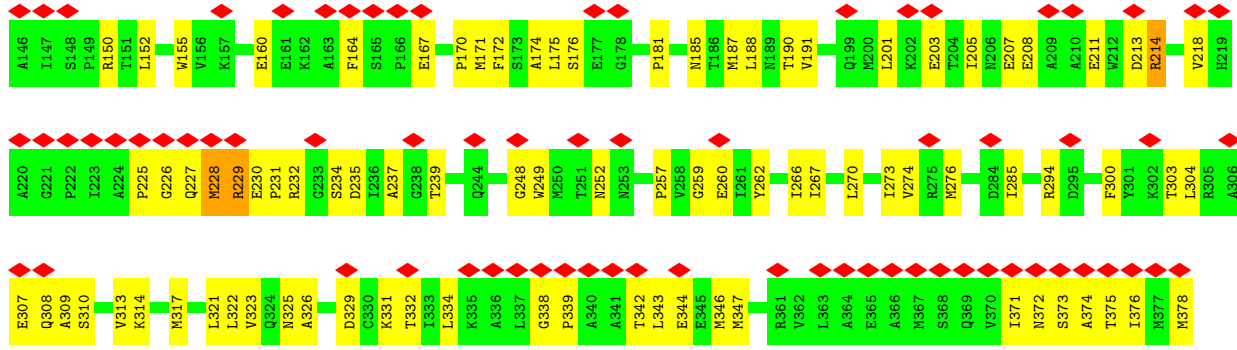 A146 I147 S148 P149 R150 T151 L152 W155 V156 K157 E160 E161 K162 A163 F164 S165 P166 E167 P170 M171 F172 S173 A174 L175 S176 E177 G178 P181 N185 T186 M187 L188 N189 T190 V191 Q199 M200 L201 K202 E203 T204 I205 N206 E207 E208 A209 A210 E211 W212 D213 R214 V218 H219
A220 G221 P222 I223 A224 P225 G226 Q227 M228 R229 E230 P231 R232 G233 S234 D235 I236 A237 G238 T239 Q244 G248 W249 M250 T251 N252 N253 P257 V258 G259 E260 I261 Y262 I266 I267 L270 I273 V274 R275 M276 D284 I285 R294 D295 F300 Y301 K302 T303 L304 R305 A306
E307 Q308 A309 S310 V313 K314 M317 L321 L322 V323 Q324 N325 A326 D329 C330 K331 T332 I333 L334 K335 A336 L337 G338 P339 A340 A341 T342 L343 E344 E345 M346 M347 R361 V362 L363 A364 E365 A366 M367 S368 Q369 V370 I371 N372 S373 A374 T375 I376 M377 M378